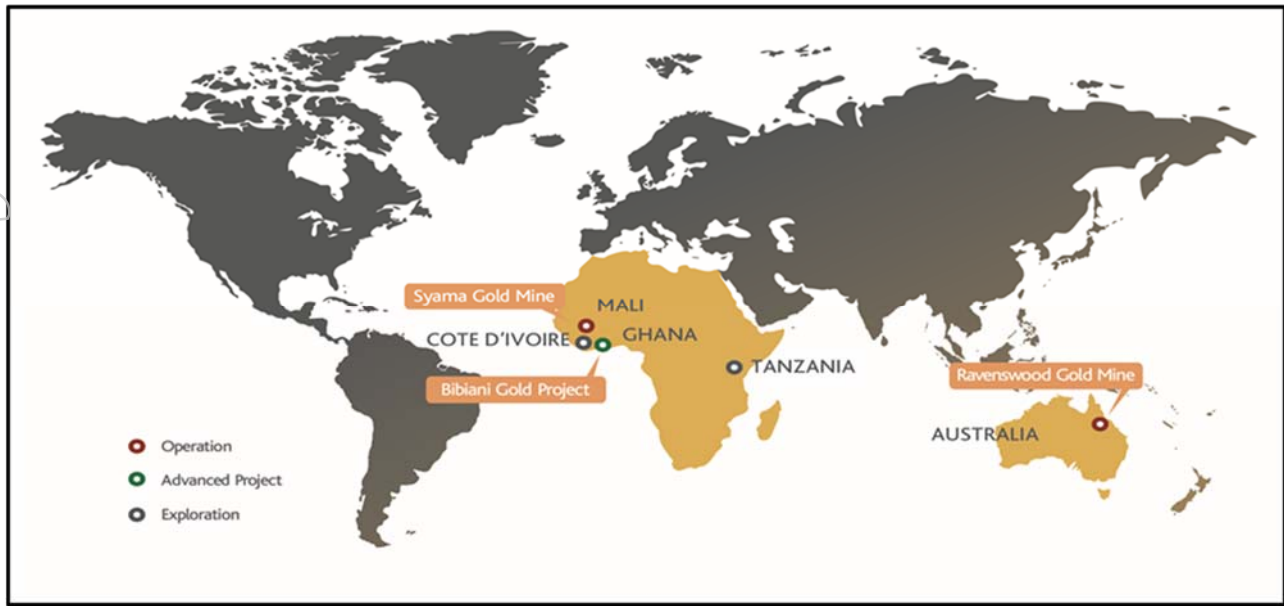 Syama Gold Mine
MALI
COTE D'IVOIRE
GHANA
Bibiani Gold Project
TANZANIA
Ravenswood Gold Mine
AUSTRALIA
Operation
Advanced Project
Exploration